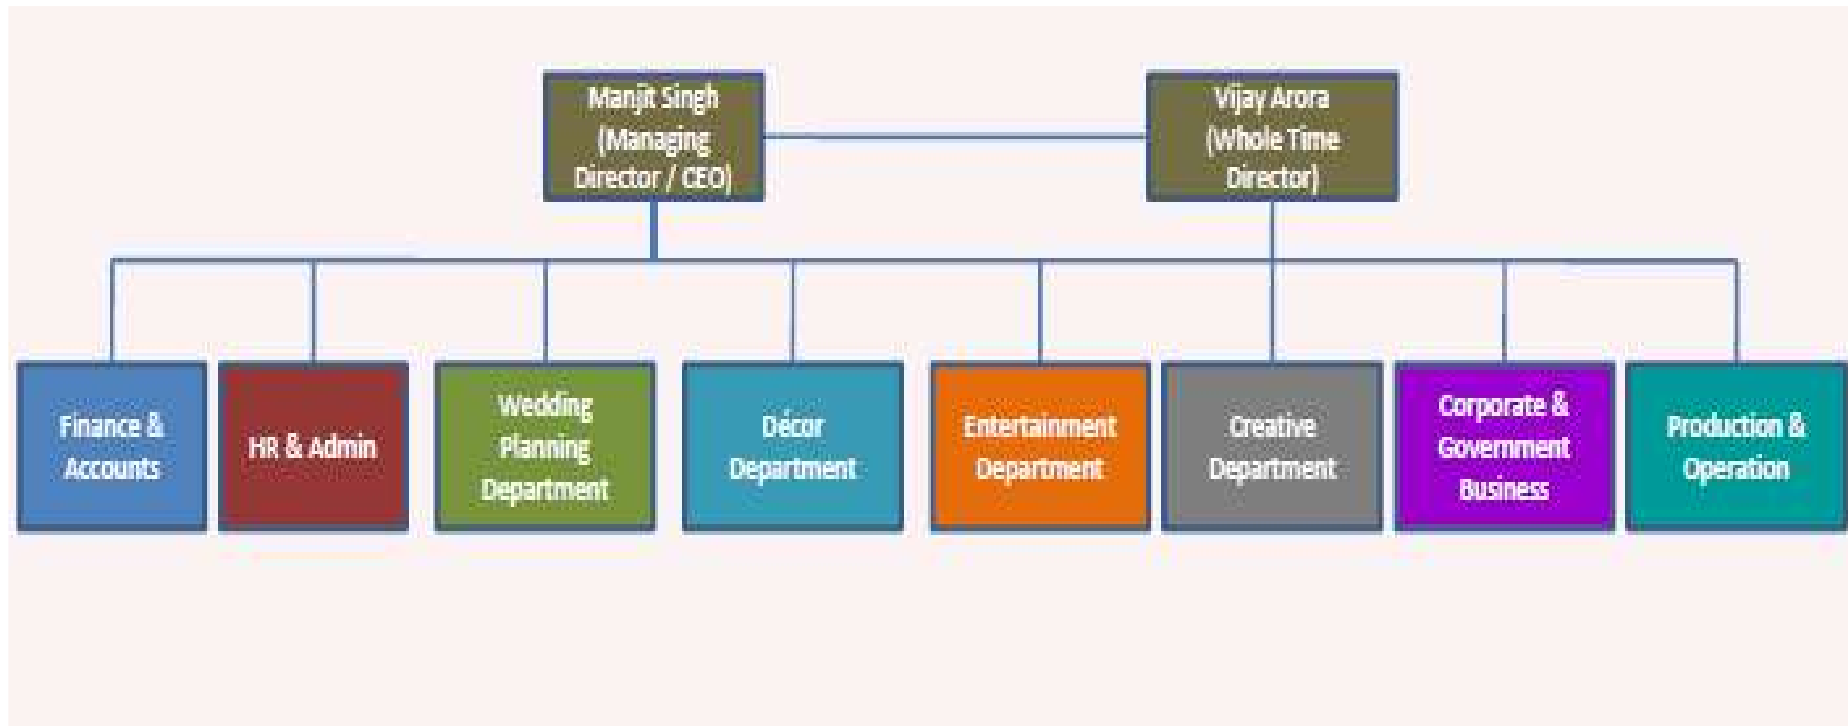 Manjit Singh
(Managing
Director / CEO)
Vijay Arora
(Whole Time
Director)
Finance &
Accounts
HR & Admin
Wedding
Planning
Department
Décor
Department
Entertainment
Department
Creative
Department
Corporate &
Government
Business
Production &
Operation